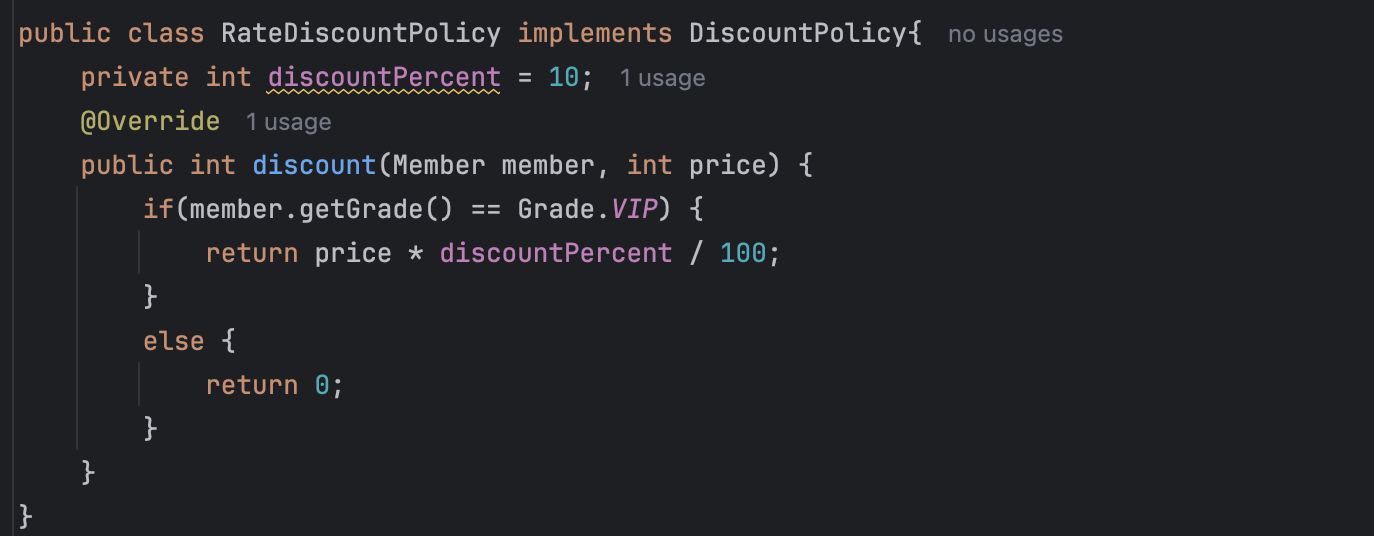 public class RateDiscountPolicy implements DiscountPolicy{ no usages
    private int discountPercent = 10; 1 usage
    @Override 1 usage
    public int discount(Member member, int price) {
        if(member.getGrade() == Grade.VIP) {
            return price * discountPercent / 100;
        }
        else {
            return 0;
        }
    }
}